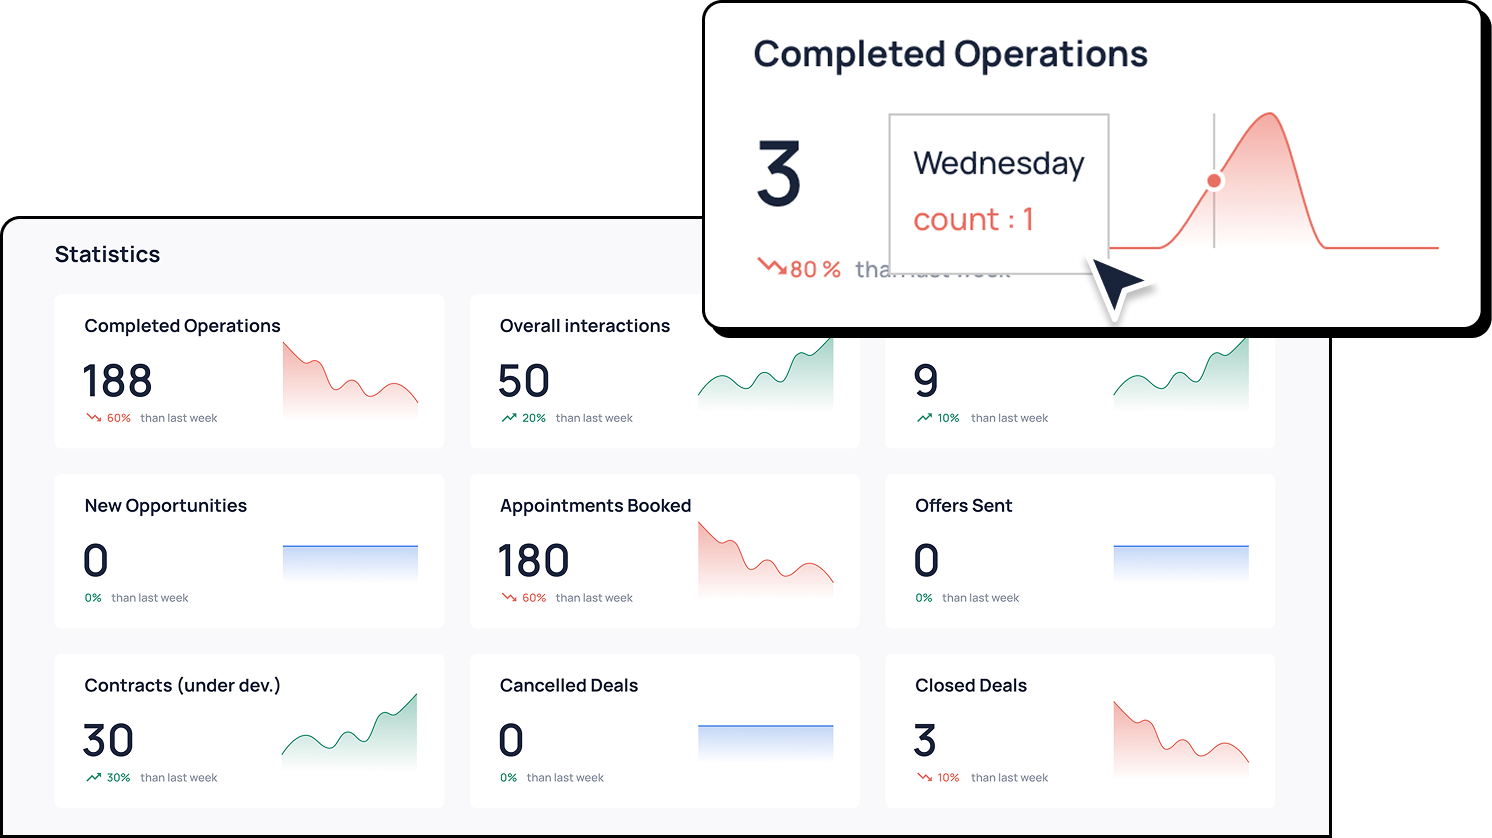 Completed Operations
3
Wednesday
count : 1
80 %
Statistics
Completed Operations
188
60% than last week
Overall interactions
50
20% than last week
9
10% than last week
New Opportunities
0
0% than last week
Appointments Booked
180
60% than last week
Offers Sent
0
0% than last week
Contracts (under dev.)
30
30% than last week
Cancelled Deals
0
0% than last week
Closed Deals
3
10% than last week